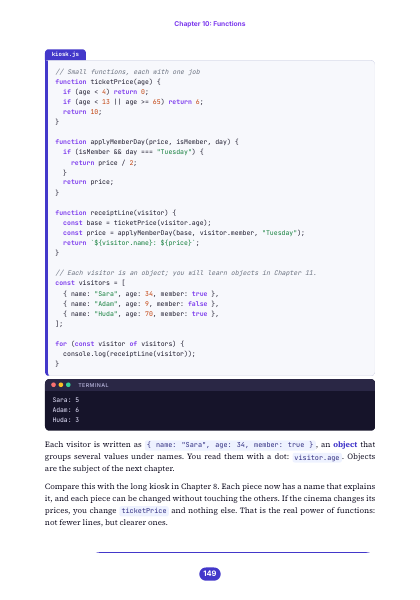 Chapter 10: Functions
kiosk.js
// Small functions, each with one job
function ticketPrice(age) {
  if (age < 4) return 0;
  if (age < 13 || age >= 65) return 6;
  return 10;
}

function applyMemberDay(price, isMember, day) {
  if (isMember && day === "Tuesday") {
    return price / 2;
  }
  return price;
}

function receiptLine(visitor) {
  const base = ticketPrice(visitor.age);
  const price = applyMemberDay(base, visitor.member, "Tuesday");
  return `${visitor.name}: ${price}`;
}

// Each visitor is an object; you will learn objects in Chapter 11.
const visitors = [
  { name: "Sara", age: 34, member: true },
  { name: "Adam", age: 9, member: false },
  { name: "Huda", age: 70, member: true },
];

for (const visitor of visitors) {
  console.log(receiptLine(visitor));
}
TERMINAL
Sara: 5
Adam: 6
Huda: 3
Each visitor is written as { name: "Sara", age: 34, member: true }, an object that
groups several values under names. You read them with a dot: visitor.age. Objects
are the subject of the next chapter.
Compare this with the long kiosk in Chapter 8. Each piece now has a name that explains
it, and each piece can be changed without touching the others. If the cinema changes its
prices, you change ticketPrice and nothing else. That is the real power of functions:
not fewer lines, but clearer ones.
149